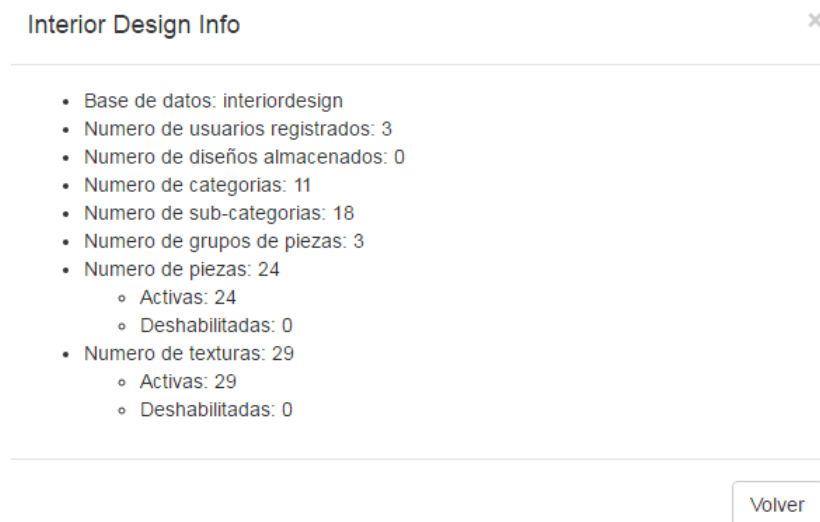 Interior Design Info
×
• Base de datos: interiordesign
• Numero de usuarios registrados: 3
• Numero de diseños almacenados: 0
• Numero de categorias: 11
• Numero de sub-categorias: 18
• Numero de grupos de piezas: 3
• Numero de piezas: 24
◦ Activas: 24
◦ Deshabilitadas: 0
• Numero de texturas: 29
◦ Activas: 29
◦ Deshabilitadas: 0
Volver